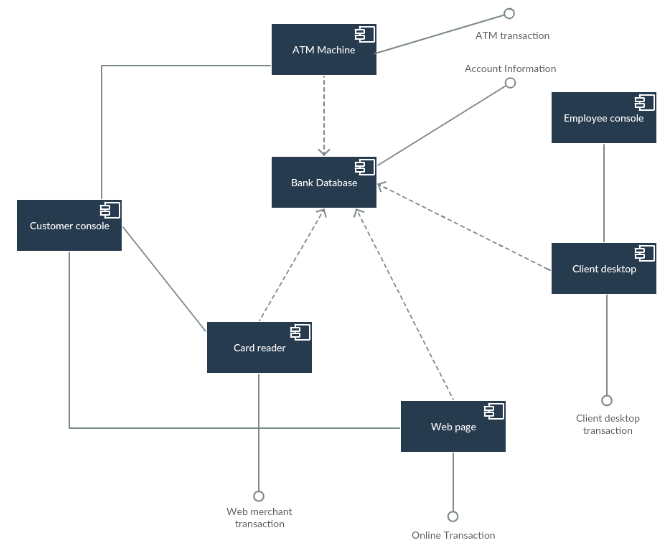 ATM Machine
ATM transaction
Account Information
Employee console
Bank Database
Customer console
Client desktop
Card reader
Client desktop
transaction
Web page
Web merchant
transaction
Online Transaction